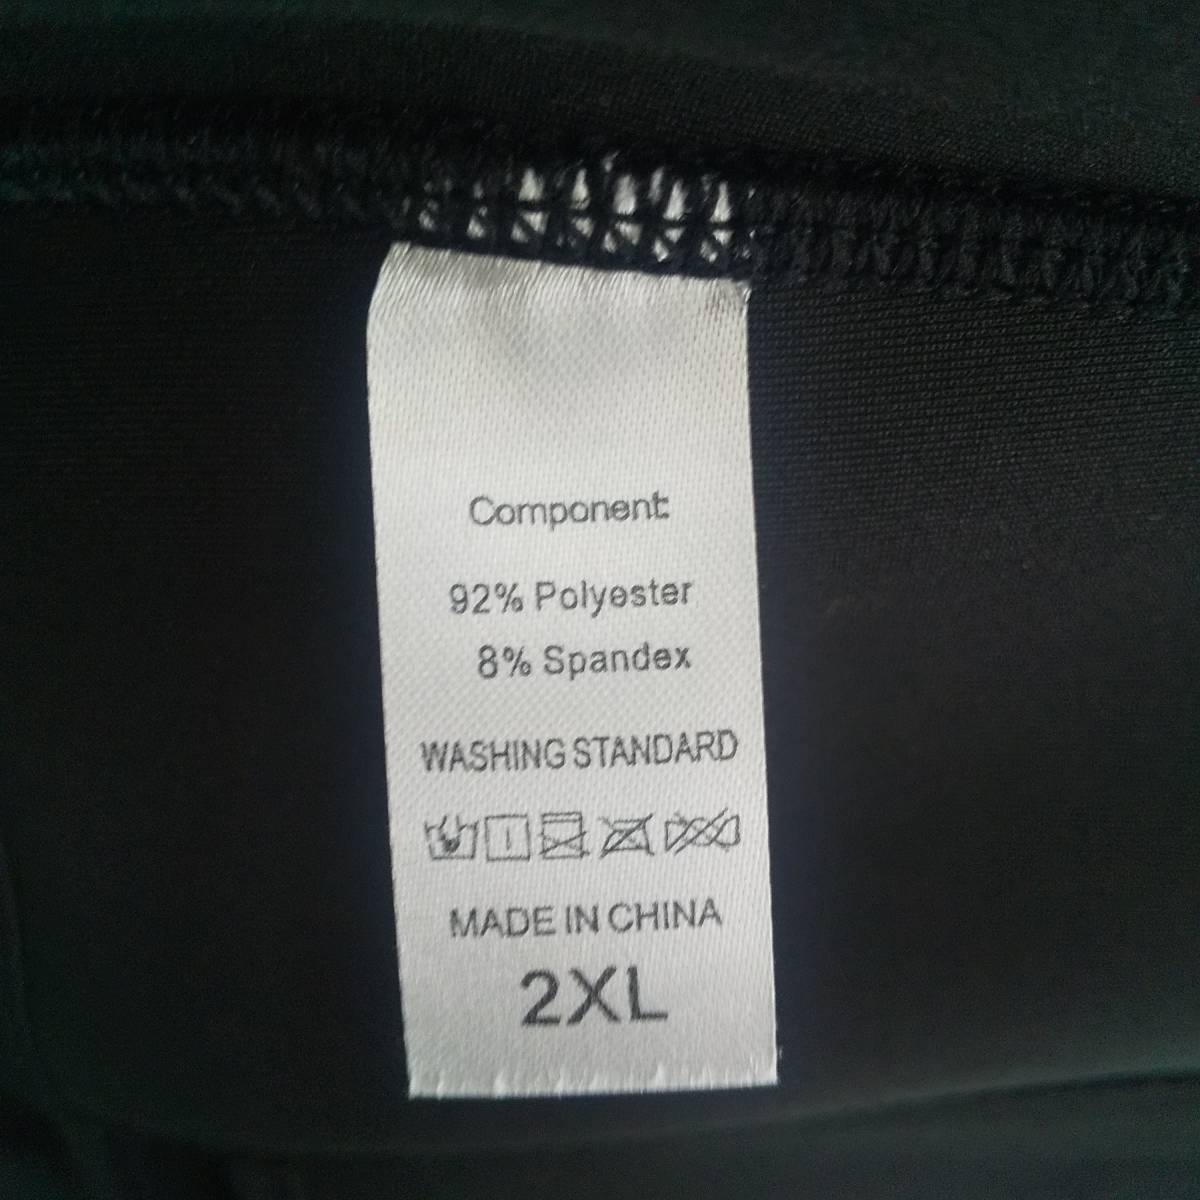 Component:
92% Polyester
8% Spandex
WASHING STANDARD
MADE IN CHINA
2XL